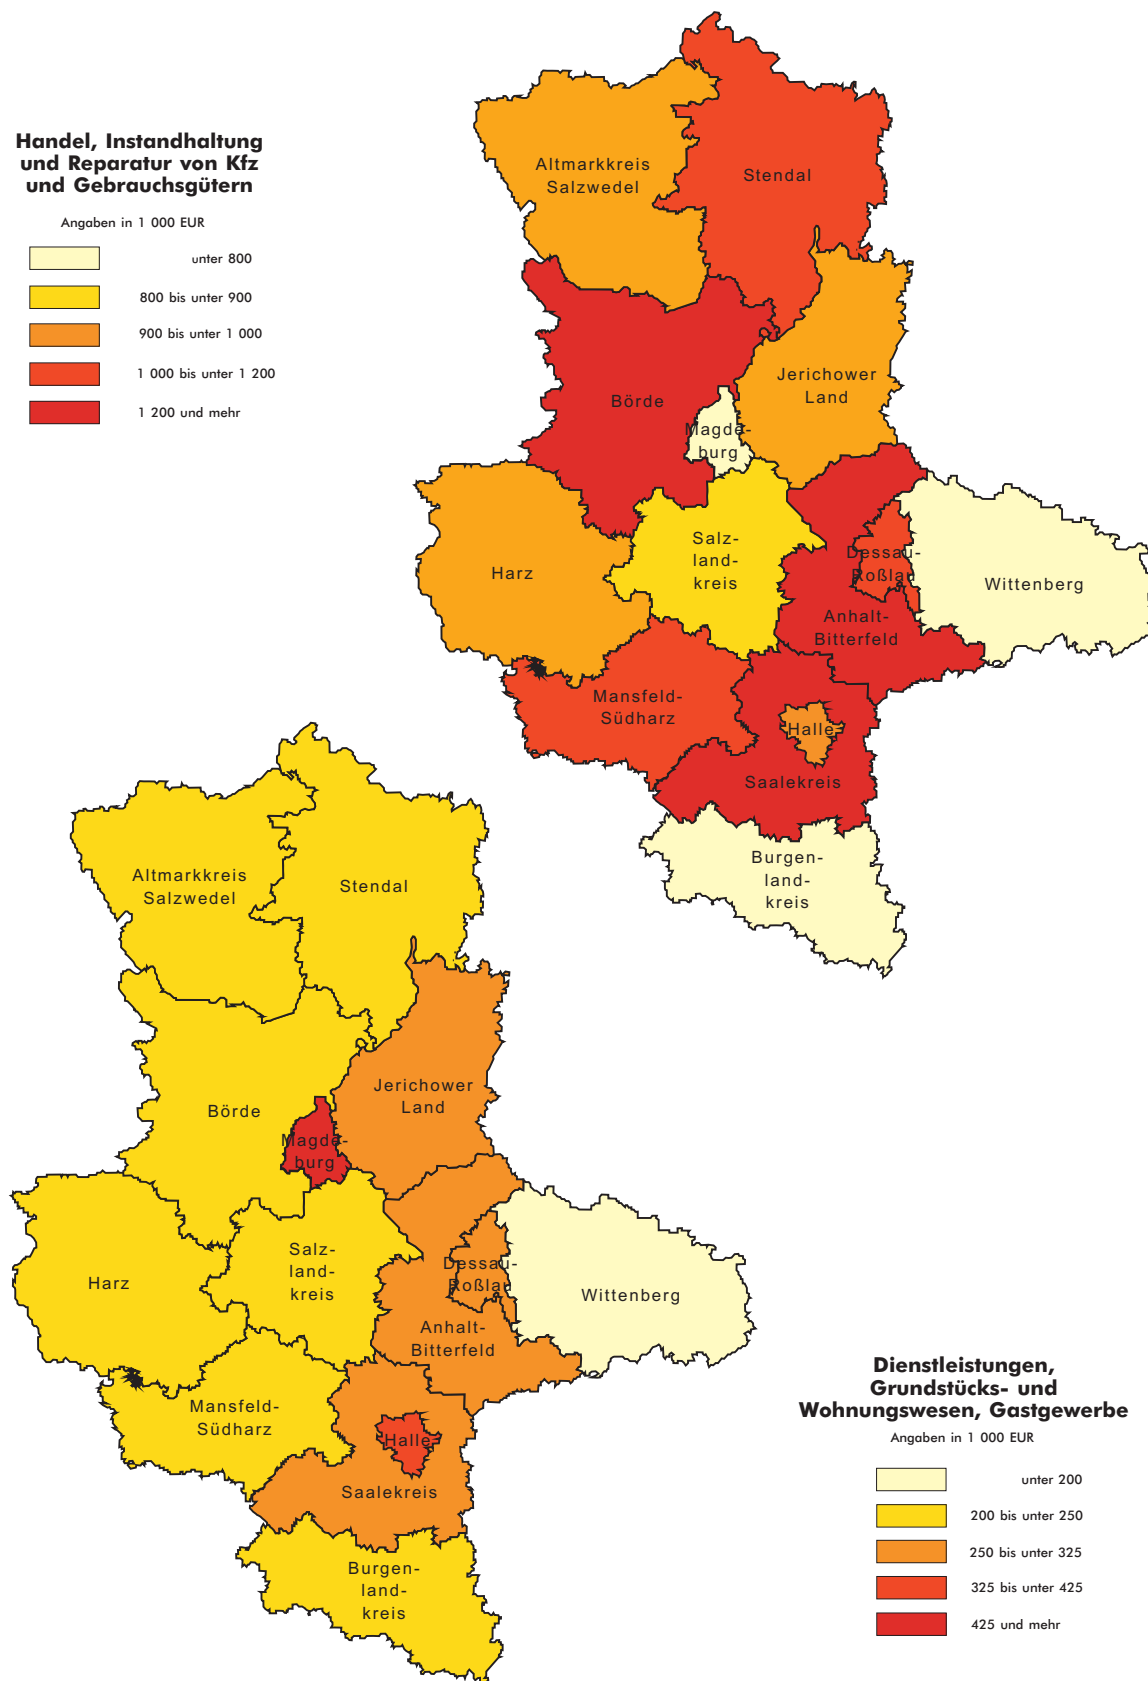 Handel, Instandhaltung
und Reparatur von Kfz
und Gebrauchsgütern
Angaben in 1 000 EUR
unter 800
800 bis unter 900
900 bis unter 1 000
1 000 bis unter 1 200
1 200 und mehr
Altmarkkreis
Salzwedel
Stendal
Jerichower
Land
Börde
Magde-
burg
Salz-
land-
kreis
Harz
Dessau-
Roßlau
Wittenberg
Anhalt-
Bitterfeld
Mansfeld-
Südharz
Halle
Saalekreis
Burgen-
land-
kreis
Altmarkkreis
Salzwedel
Stendal
Jerichower
Land
Börde
Magde-
burg
Salz-
land-
kreis
Harz
Dessau-
Roßlau
Wittenberg
Anhalt-
Bitterfeld
Mansfeld-
Südharz
Halle
Saalekreis
Burgen-
land-
kreis
Dienstleistungen,
Grundstücks- und
Wohnungswesen, Gastgewerbe
Angaben in 1 000 EUR
unter 200
200 bis unter 250
250 bis unter 325
325 bis unter 425
425 und mehr